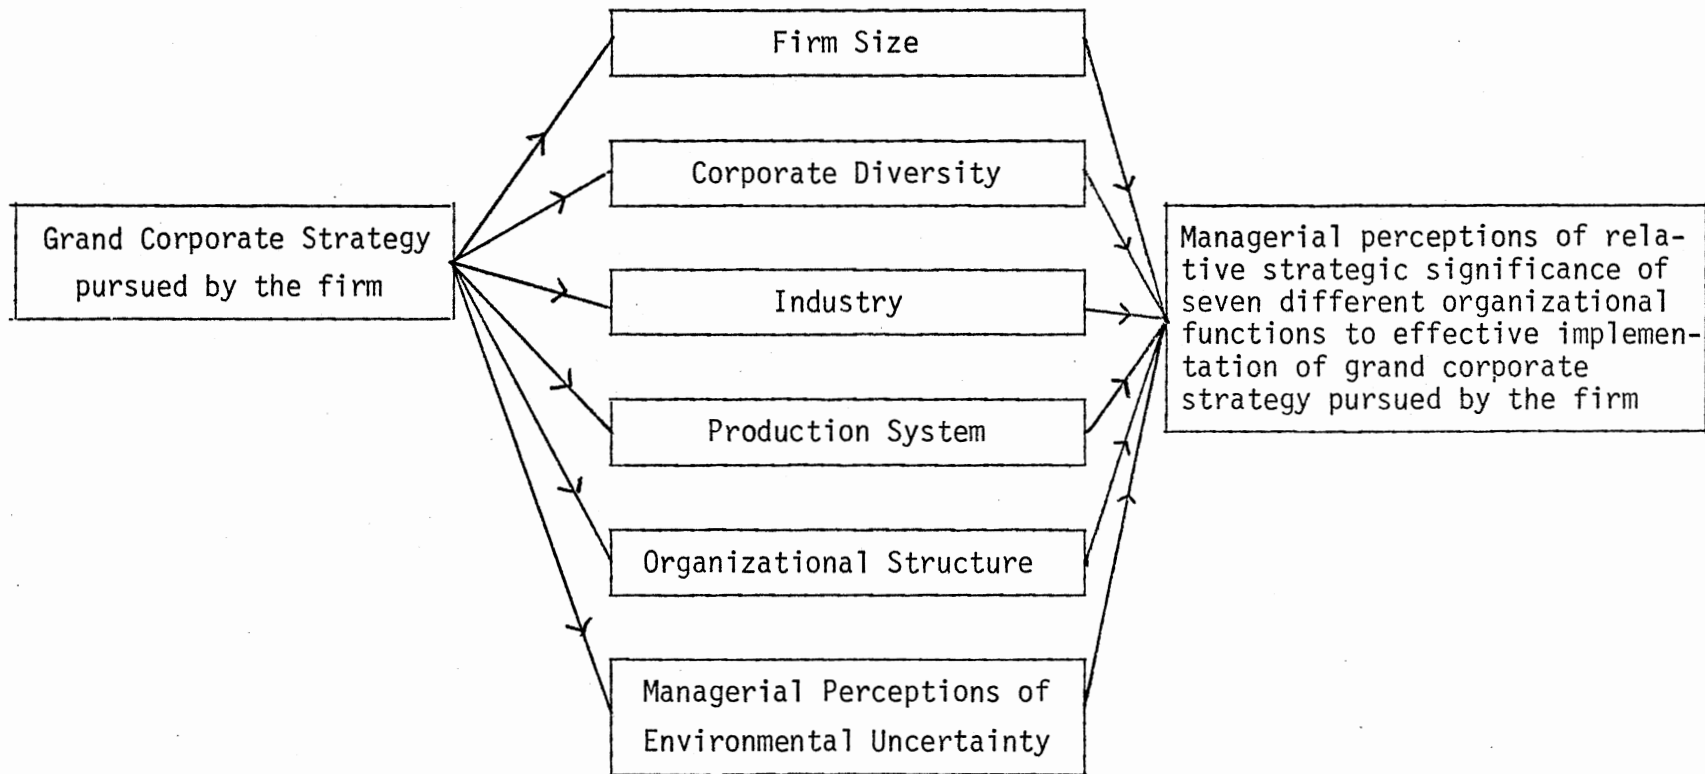 Firm Size
Corporate Diversity
Grand Corporate Strategy
pursued by the firm
Industry
Production System
Organizational Structure
Managerial Perceptions of
Environmental Uncertainty
Managerial perceptions of rela-
tive strategic significance of
seven different organizational
functions to effective implemen-
tation of grand corporate
strategy pursued by the firm